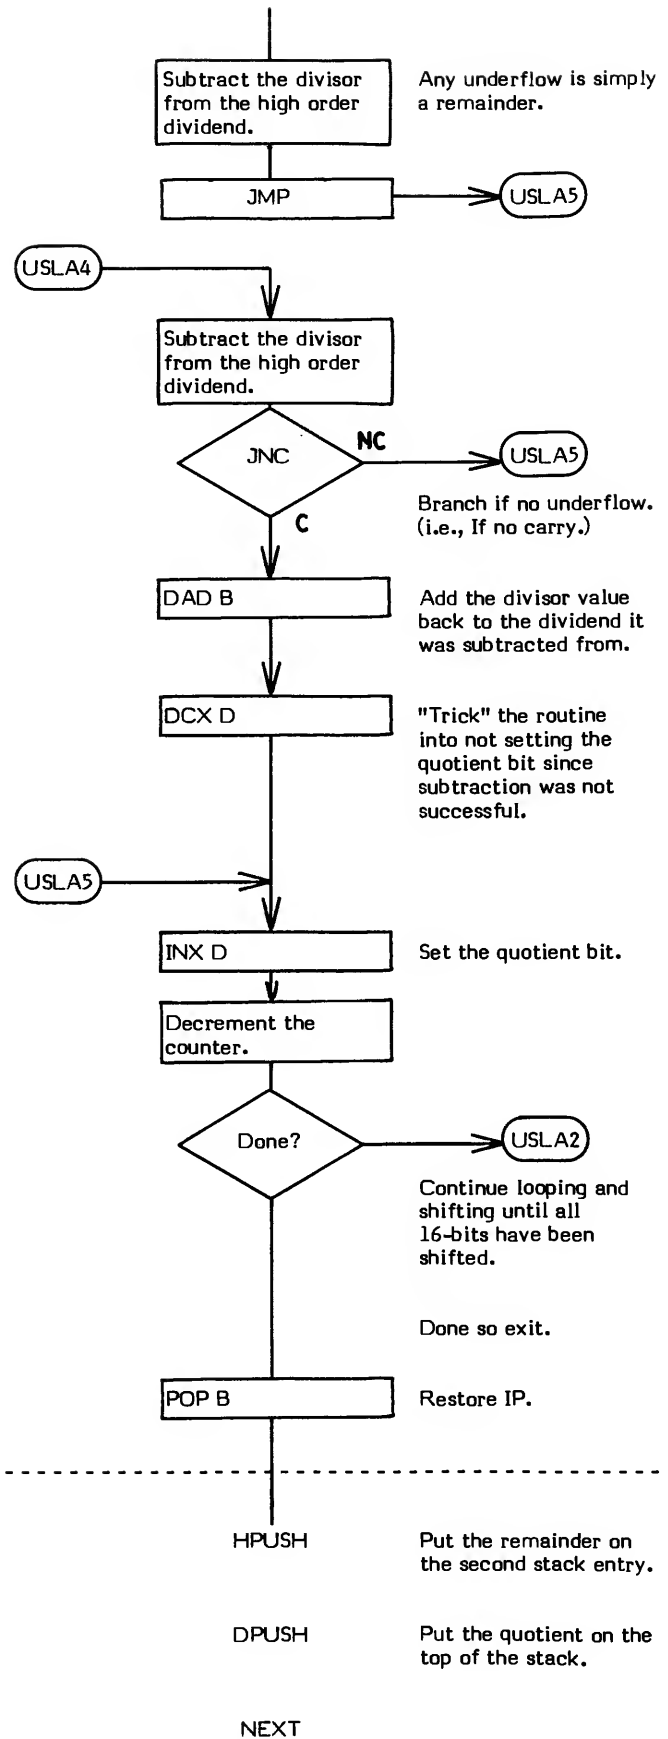 Subtract the divisor
from the high order
dividend.
Any underflow is simply
a remainder.
JMP
USLA5
USLA4
Subtract the divisor
from the high order
dividend.
JNC
NC
USLA5
Branch if no underflow.
(i.e., If no carry.)
C
DAD B
Add the divisor value
back to the dividend it
was subtracted from.
DCX D
"Trick" the routine
into not setting the
quotient bit since
subtraction was not
successful.
USLA5
INX D
Set the quotient bit.
Decrement the
counter.
Done?
USLA2
Continue looping and
shifting until all
16-bits have been
shifted.
Done so exit.
POP B
Restore IP.
HPUSH
Put the remainder on
the second stack entry.
DPUSH
Put the quotient on the
top of the stack.
NEXT